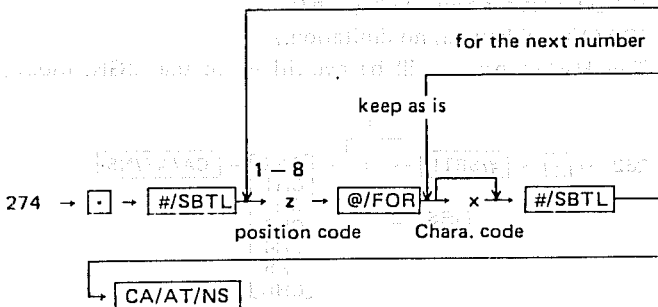 for the next number
keep as is
1 – 8
274 → · → #/SBTL → z → @/FOR → x → #/SBTL
position code Chara. code
CA/AT/NS